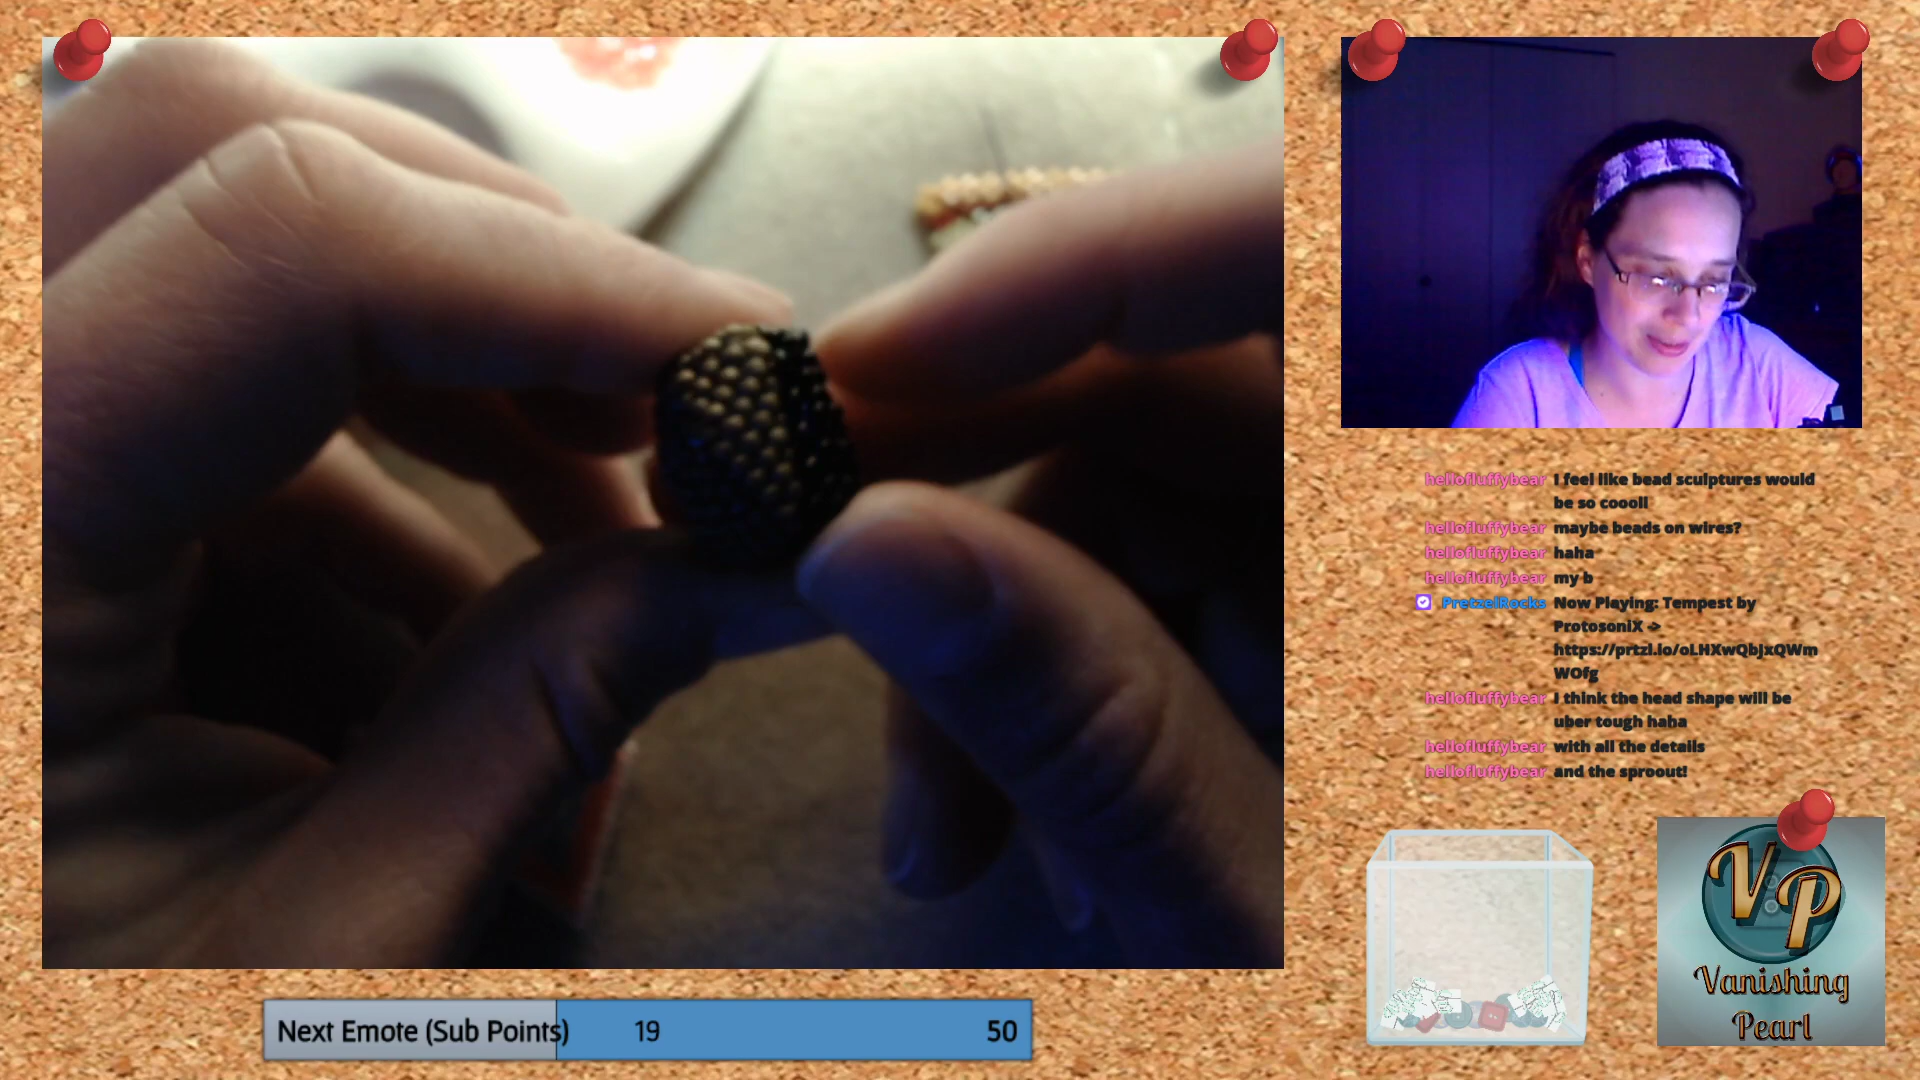 hellofluffybear I feel like bead sculptures would
be so coooll
hellofluffybear maybe beads on wires?
hellofluffybear haha
hellofluffybear my b
PretzelRocks Now Playing: Tempest by
ProtosoniX ->
https://prtzl.io/oLHXwQbJxQWm
WOfg
hellofluffybear I think the head shape will be
uber tough haha
hellofluffybear with all the details
hellofluffybear and the sproout!
VP
Vanishing
Pearl
Next Emote (Sub Points) 19 50